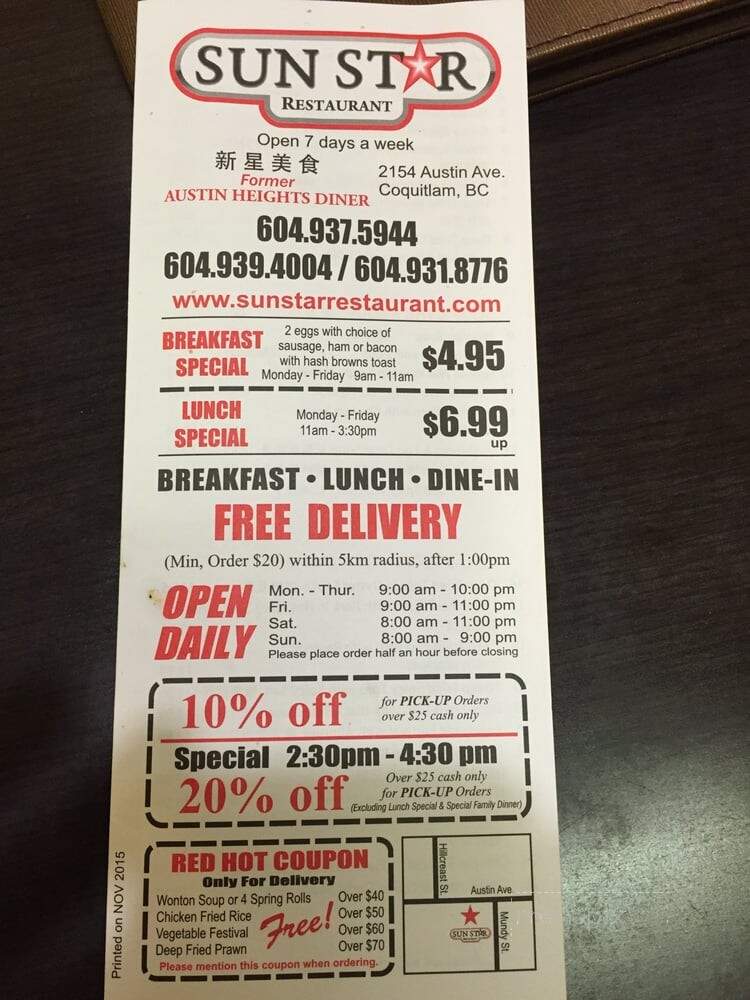 SUN STAR
RESTAURANT
Open 7 days a week
新星美食
Former
AUSTIN HEIGHTS DINER
2154 Austin Ave.
Coquitlam, BC
604.937.5944
604.939.4004 / 604.931.8776
www.sunstarrestaurant.com
BREAKFAST
SPECIAL
2 eggs with choice of
sausage, ham or bacon
with hash browns toast
Monday - Friday 9am - 11am
$4.95
LUNCH
SPECIAL
Monday - Friday
11am - 3:30pm
$6.99
up
BREAKFAST • LUNCH • DINE-IN
FREE DELIVERY
(Min, Order $20) within 5km radius, after 1:00pm
OPEN
DAILY
Mon. - Thur. 9:00 am - 10:00 pm
Fri. 9:00 am - 11:00 pm
Sat. 8:00 am - 11:00 pm
Sun. 8:00 am - 9:00 pm
Please place order half an hour before closing
10% off
for PICK-UP Orders
over $25 cash only
Special 2:30pm - 4:30 pm
20% off
Over $25 cash only
for PICK-UP Orders
(Excluding Lunch Special & Special Family Dinner)
RED HOT COUPON
Only For Delivery
Wonton Soup or 4 Spring Rolls Over $40
Chicken Fried Rice Over $50
Vegetable Festival Over $60
Deep Fried Prawn Over $70
Free!
Please mention this coupon when ordering.
Hillcreast St.
Austin Ave.
SUN STAR
Mundy St.
Printed on NOV 2015